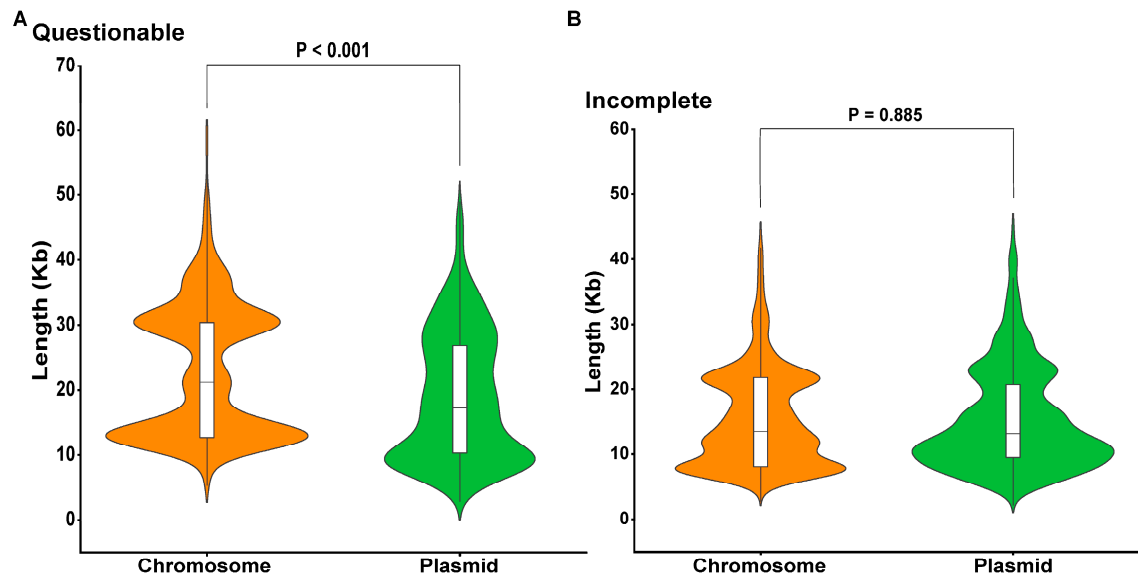 A
Questionable
P < 0.001
70
60
50
40
30
20
10
0
Length (Kb)
Chromosome
Plasmid
B
Incomplete
P = 0.885
60
50
40
30
20
10
0
Length (Kb)
Chromosome
Plasmid